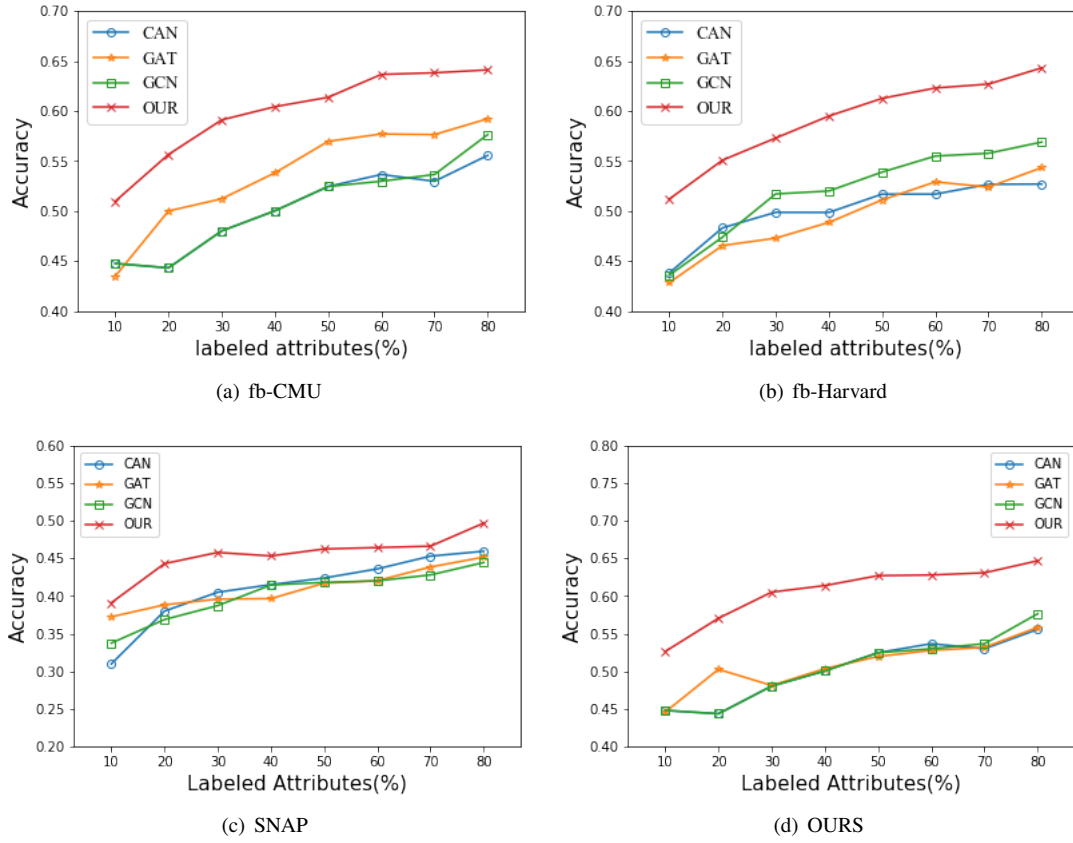 0.70
0.65
0.60
0.55
0.50
0.45
0.40
Accuracy
CAN
GAT
GCN
OUR
10 20 30 40 50 60 70 80
labeled attributes(%)
(a) fb-CMU
0.70
0.65
0.60
0.55
0.50
0.45
0.40
Accuracy
CAN
GAT
GCN
OUR
10 20 30 40 50 60 70 80
labeled attributes(%)
(b) fb-Harvard
0.60
0.50
0.45
0.40
0.35
0.30
0.20
Accuracy
CAN
GAT
GCN
OUR
10 20 30 40 50 60 70 80
Labeled Attributes(%)
(c) SNAP
0.80
0.70
0.65
0.60
0.55
0.50
0.45
0.40
Accuracy
CAN
GAT
GCN
OUR
10 20 30 40 50 60 70 80
Labeled Attributes(%)
(d) OURS